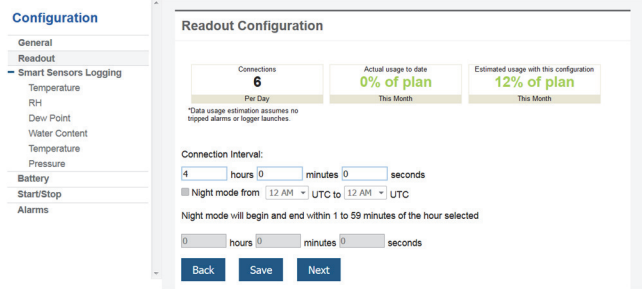 Configuration
General
Readout
Smart Sensors Logging
Temperature
RH
Dew Point
Water Content
Temperature
Pressure
Battery
Start/Stop
Alarms
Readout Configuration
Connections
6
Per Day
Actual usage to date
0% of plan
This Month
Estimated usage with this configuration
12% of plan
This Month
*Data usage estimation assumes no
tripped alarms or logger launches.
Connection Interval:
4 hours 0 minutes 0 seconds
Night mode from 12 AM UTC to 12 AM UTC
Night mode will begin and end within 1 to 59 minutes of the hour selected
0 hours 0 minutes 0 seconds
Back Save Next